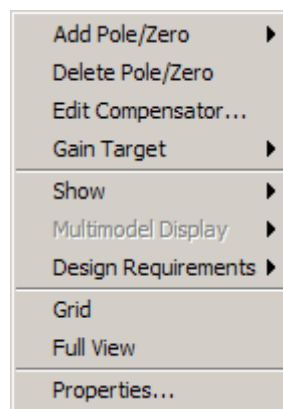 Add Pole/Zero
Delete Pole/Zero
Edit Compensator...
Gain Target
Show
Multimodel Display
Design Requirements
Grid
Full View
Properties...